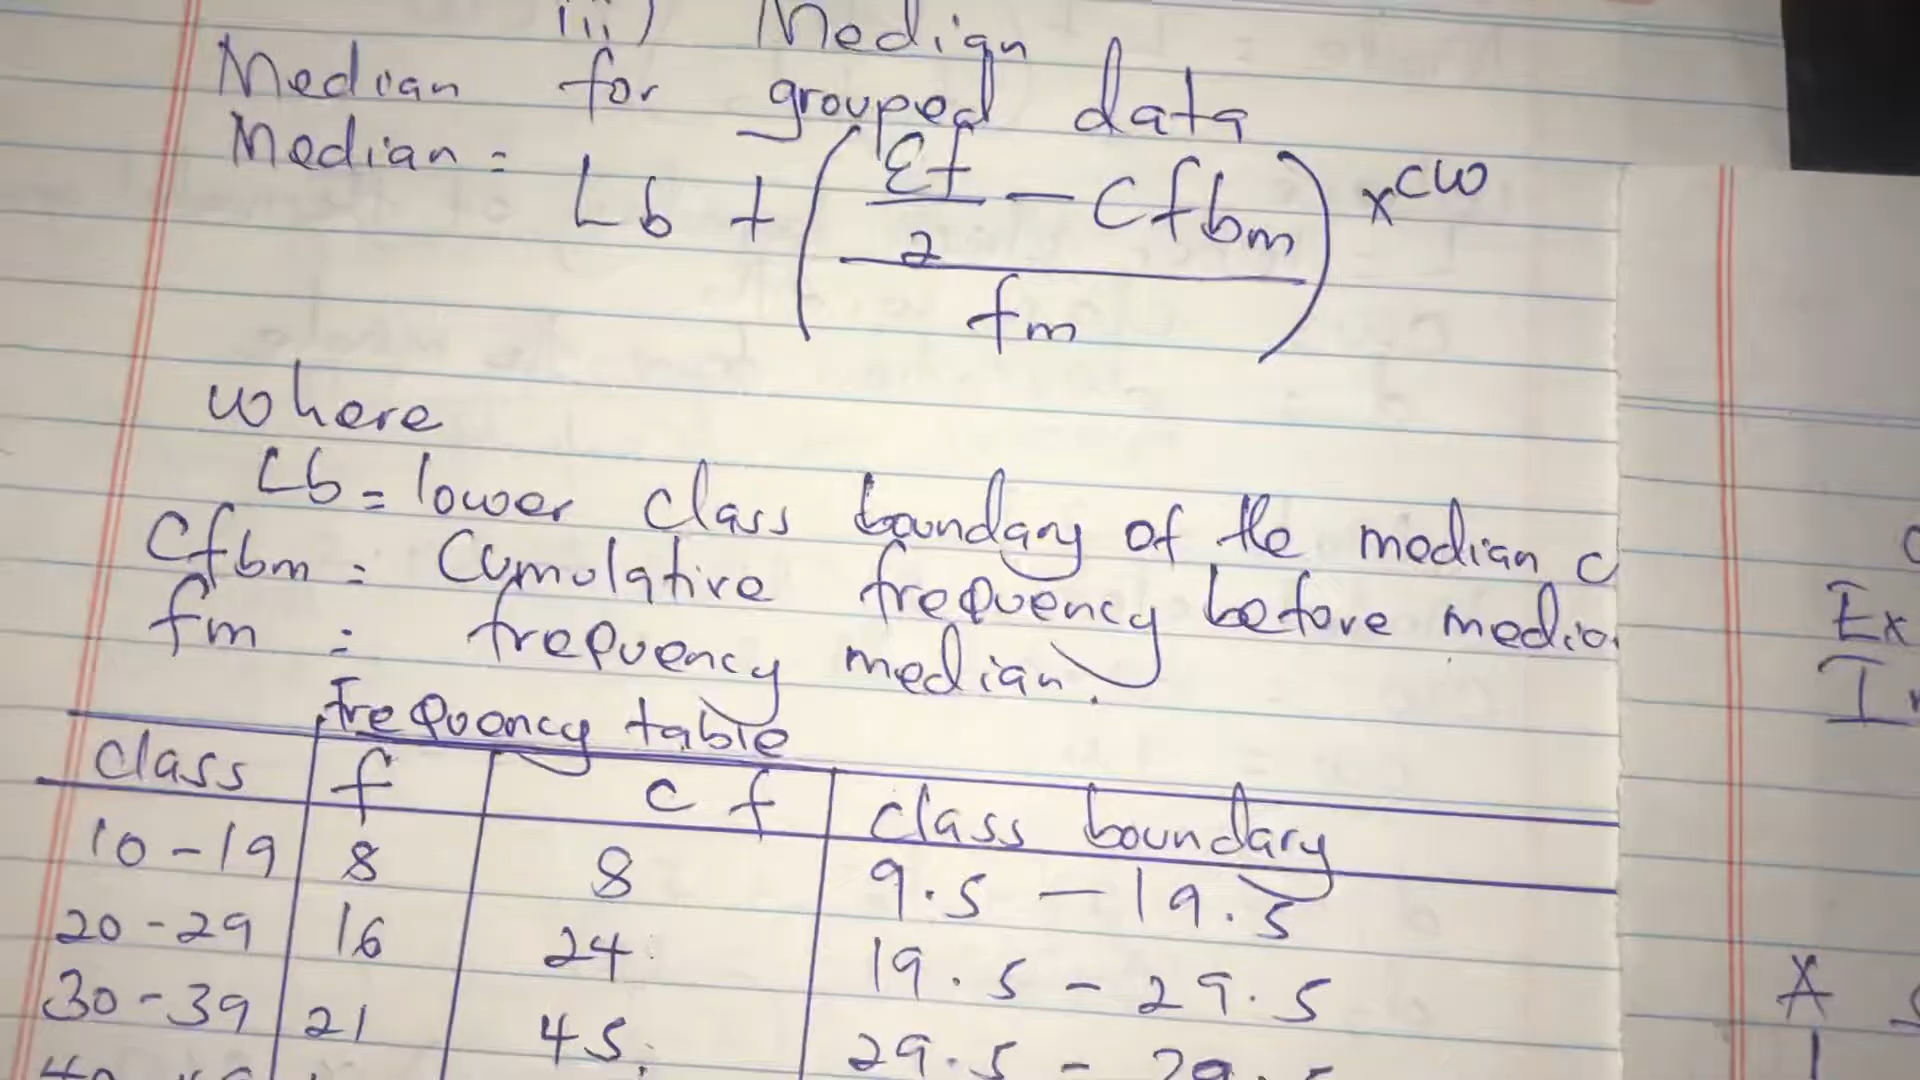 iii) Median
Median for grouped data
Median = Lb + ( Σf/2 - Cfbm / fm ) x cw
where
Lb = lower class boundary of the median c
Cfbm = Cumulative frequency before media
fm = frequency median.
frequency table
class f cf class boundary
10-19 8 8 9.5 - 19.5
20-29 16 24 19.5 - 29.5
30-39 21 45 29.5 -
Ex
A